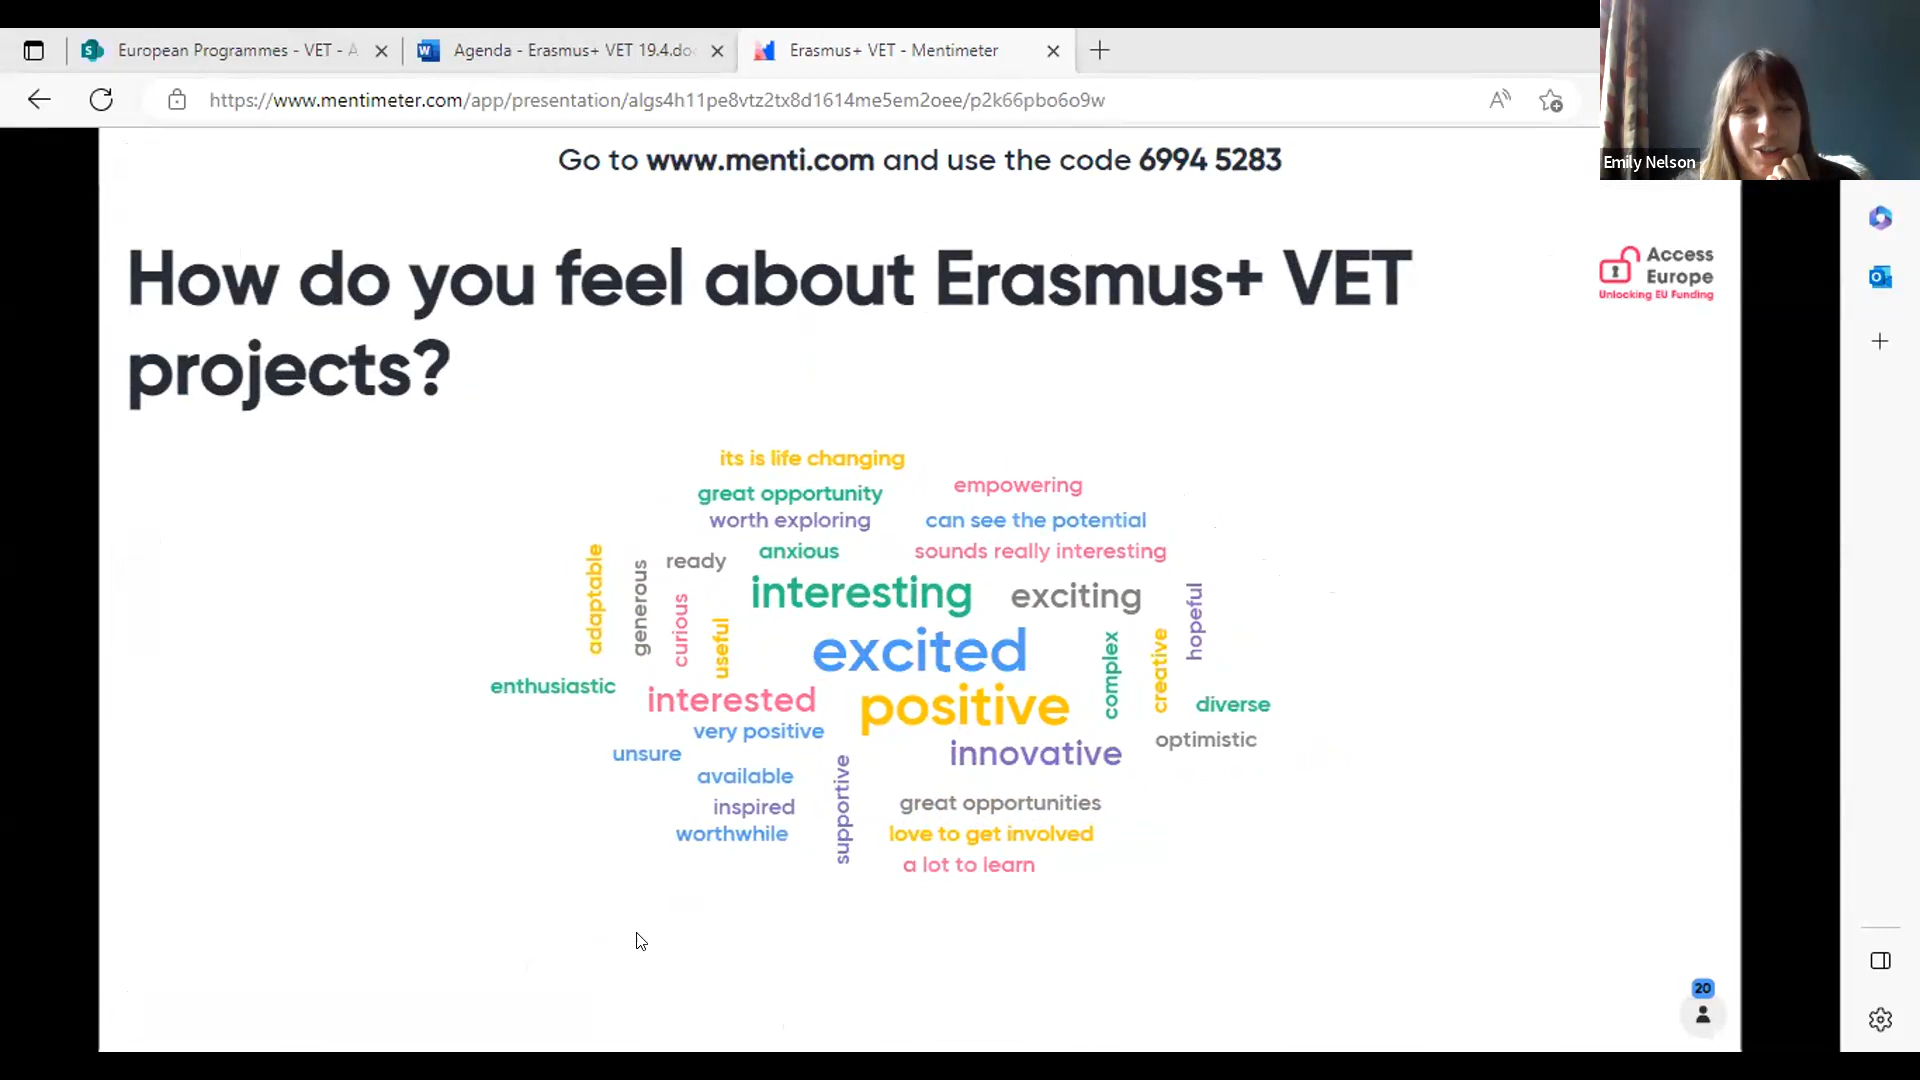 European Programmes - VET - A
Agenda - Erasmus+ VET 19.4.do
Erasmus+ VET - Mentimeter
https://www.mentimeter.com/app/presentation/algs4h11pe8vtz2tx8d1614me5em2oee/p2k66pbo6o9w
Emily Nelson
Go to www.menti.com and use the code 6994 5283
How do you feel about Erasmus+ VET
projects?
Access
Europe
Unlocking EU Funding
its is life changing
great opportunity
empowering
worth exploring
can see the potential
anxious
sounds really interesting
ready
adaptable
generous
curious
useful
interesting
exciting
hopeful
excited
complex
creative
enthusiastic
interested
positive
diverse
very positive
optimistic
unsure
innovative
available
supportive
inspired
great opportunities
worthwhile
love to get involved
a lot to learn
20